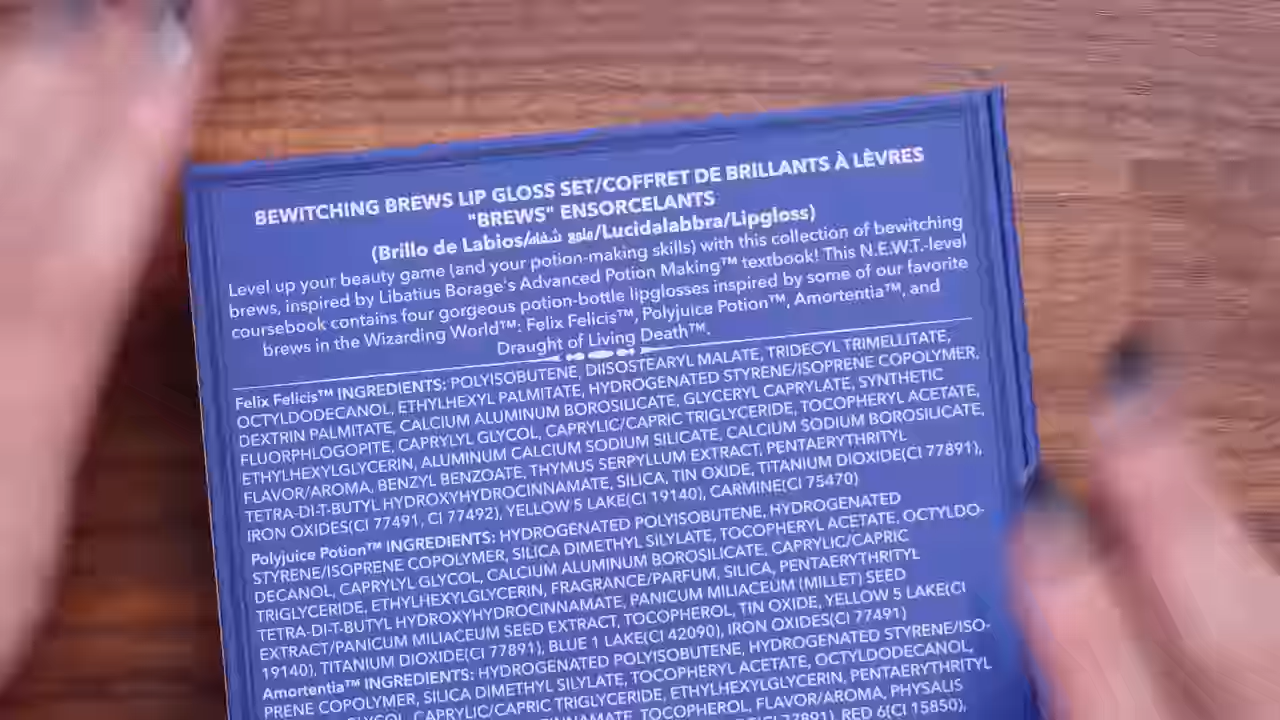 BEWITCHING BREWS LIP GLOSS SET/COFFRET DE BRILLANTS À LÈVRES
"BREWS" ENSORCELANTS
(Brillo de Labios/ملمع شفاه/Lucidalabbra/Lipgloss)
Level up your beauty game (and your potion-making skills) with this collection of bewitching
brews, inspired by Libatius Borage's Advanced Potion Making™ textbook! This N.E.W.T.-level
coursebook contains four gorgeous potion-bottle lipglosses inspired by some of our favorite
brews in the Wizarding World™: Felix Felicis™, Polyjuice Potion™, Amortentia™, and
Draught of Living Death™.
Felix Felicis™ INGREDIENTS: POLYISOBUTENE, DIISOSTEARYL MALATE, TRIDECYL TRIMELLITATE,
OCTYLDODECANOL, ETHYLHEXYL PALMITATE, HYDROGENATED STYRENE/ISOPRENE COPOLYMER,
DEXTRIN PALMITATE, CALCIUM ALUMINUM BOROSILICATE, GLYCERYL CAPRYLATE, SYNTHETIC
FLUORPHLOGOPITE, CAPRYLYL GLYCOL, CAPRYLIC/CAPRIC TRIGLYCERIDE, TOCOPHERYL ACETATE,
ETHYLHEXYLGLYCERIN, ALUMINUM CALCIUM SODIUM SILICATE, CALCIUM SODIUM BOROSILICATE,
FLAVOR/AROMA, BENZYL BENZOATE, THYMUS SERPYLLUM EXTRACT, PENTAERYTHRITYL
TETRA-DI-T-BUTYL HYDROXYHYDROCINNAMATE, SILICA, TIN OXIDE, TITANIUM DIOXIDE(CI 77891),
IRON OXIDES(CI 77491, CI 77492), YELLOW 5 LAKE(CI 19140), CARMINE(CI 75470)
Polyjuice Potion™ INGREDIENTS: HYDROGENATED POLYISOBUTENE, HYDROGENATED
STYRENE/ISOPRENE COPOLYMER, SILICA DIMETHYL SILYLATE, TOCOPHERYL ACETATE, OCTYLDO-
DECANOL, CAPRYLYL GLYCOL, CALCIUM ALUMINUM BOROSILICATE, CAPRYLIC/CAPRIC
TRIGLYCERIDE, ETHYLHEXYLGLYCERIN, FRAGRANCE/PARFUM, SILICA, PENTAERYTHRITYL
TETRA-DI-T-BUTYL HYDROXYHYDROCINNAMATE, PANICUM MILIACEUM (MILLET) SEED
EXTRACT/PANICUM MILIACEUM SEED EXTRACT, TOCOPHEROL, TIN OXIDE, YELLOW 5 LAKE(CI
19140), TITANIUM DIOXIDE(CI 77891), BLUE 1 LAKE(CI 42090), IRON OXIDES(CI 77491)
Amortentia™ INGREDIENTS: HYDROGENATED POLYISOBUTENE, HYDROGENATED STYRENE/ISO-
PRENE COPOLYMER, SILICA DIMETHYL SILYLATE, TOCOPHERYL ACETATE, OCTYLDODECANOL,
GLYCOL, CAPRYLIC/CAPRIC TRIGLYCERIDE, ETHYLHEXYLGLYCERIN, PENTAERYTHRITYL
TOCOPHEROL, FLAVOR/AROMA, PHYSALIS
77891), RED 6(CI 15850),